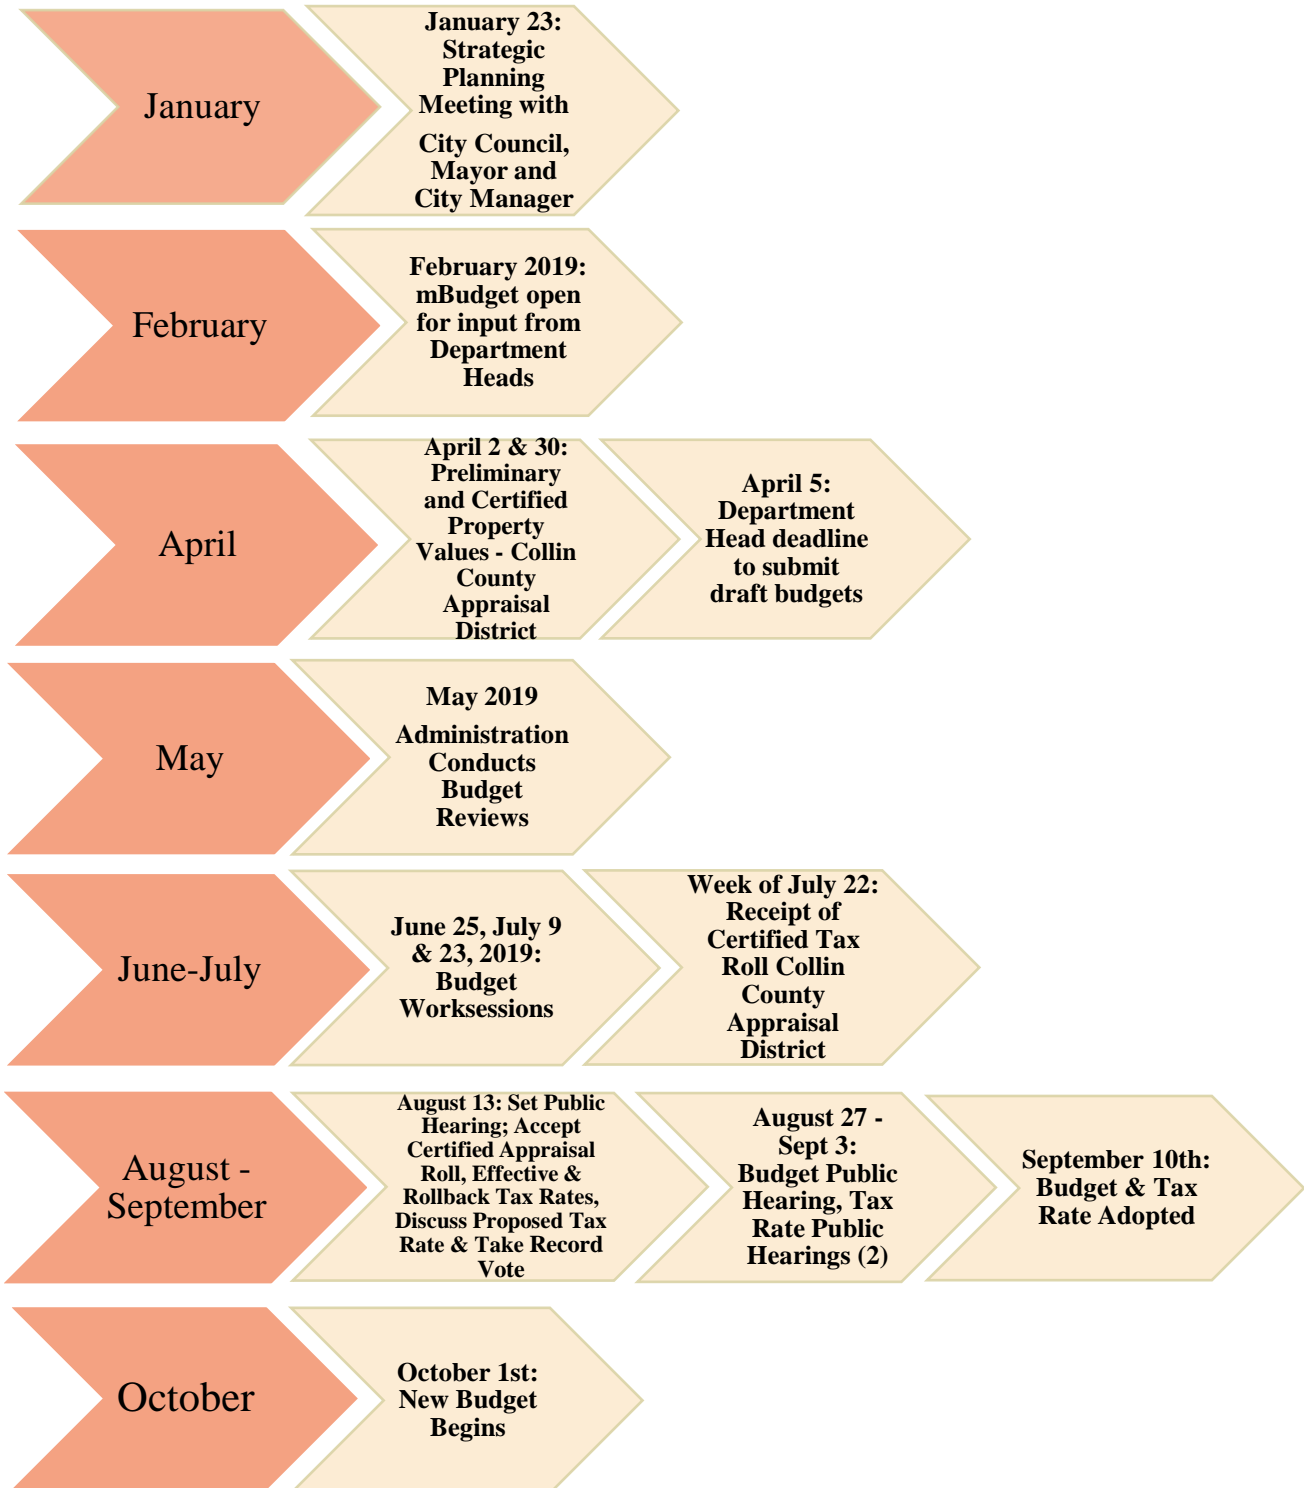 January
January 23:
Strategic
Planning
Meeting with
City Council,
Mayor and
City Manager
February
February 2019:
mBudget open
for input from
Department
Heads
April
April 2 & 30:
Preliminary
and Certified
Property
Values - Collin
County
Appraisal
District
April 5:
Department
Head deadline
to submit
draft budgets
May
May 2019
Administration
Conducts
Budget
Reviews
June-July
June 25, July 9
& 23, 2019:
Budget
Worksessions
Week of July 22:
Receipt of
Certified Tax
Roll Collin
County
Appraisal
District
August -
September
August 13: Set Public
Hearing; Accept
Certified Appraisal
Roll, Effective &
Rollback Tax Rates,
Discuss Proposed Tax
Rate & Take Record
Vote
August 27 -
Sept 3:
Budget Public
Hearing, Tax
Rate Public
Hearings (2)
September 10th:
Budget & Tax
Rate Adopted
October
October 1st:
New Budget
Begins